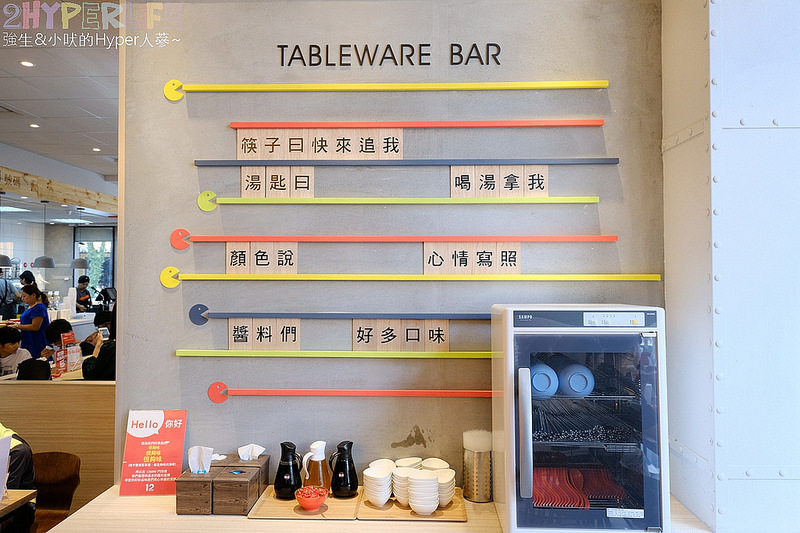 2HYPERLIFE
強生&小吠的Hyper人蔘~
TABLEWARE BAR
筷子曰快來追我
湯匙曰 喝湯拿我
顏色說 心情寫照
醬料們 好多口味
Hello 你好
12
SAMPO